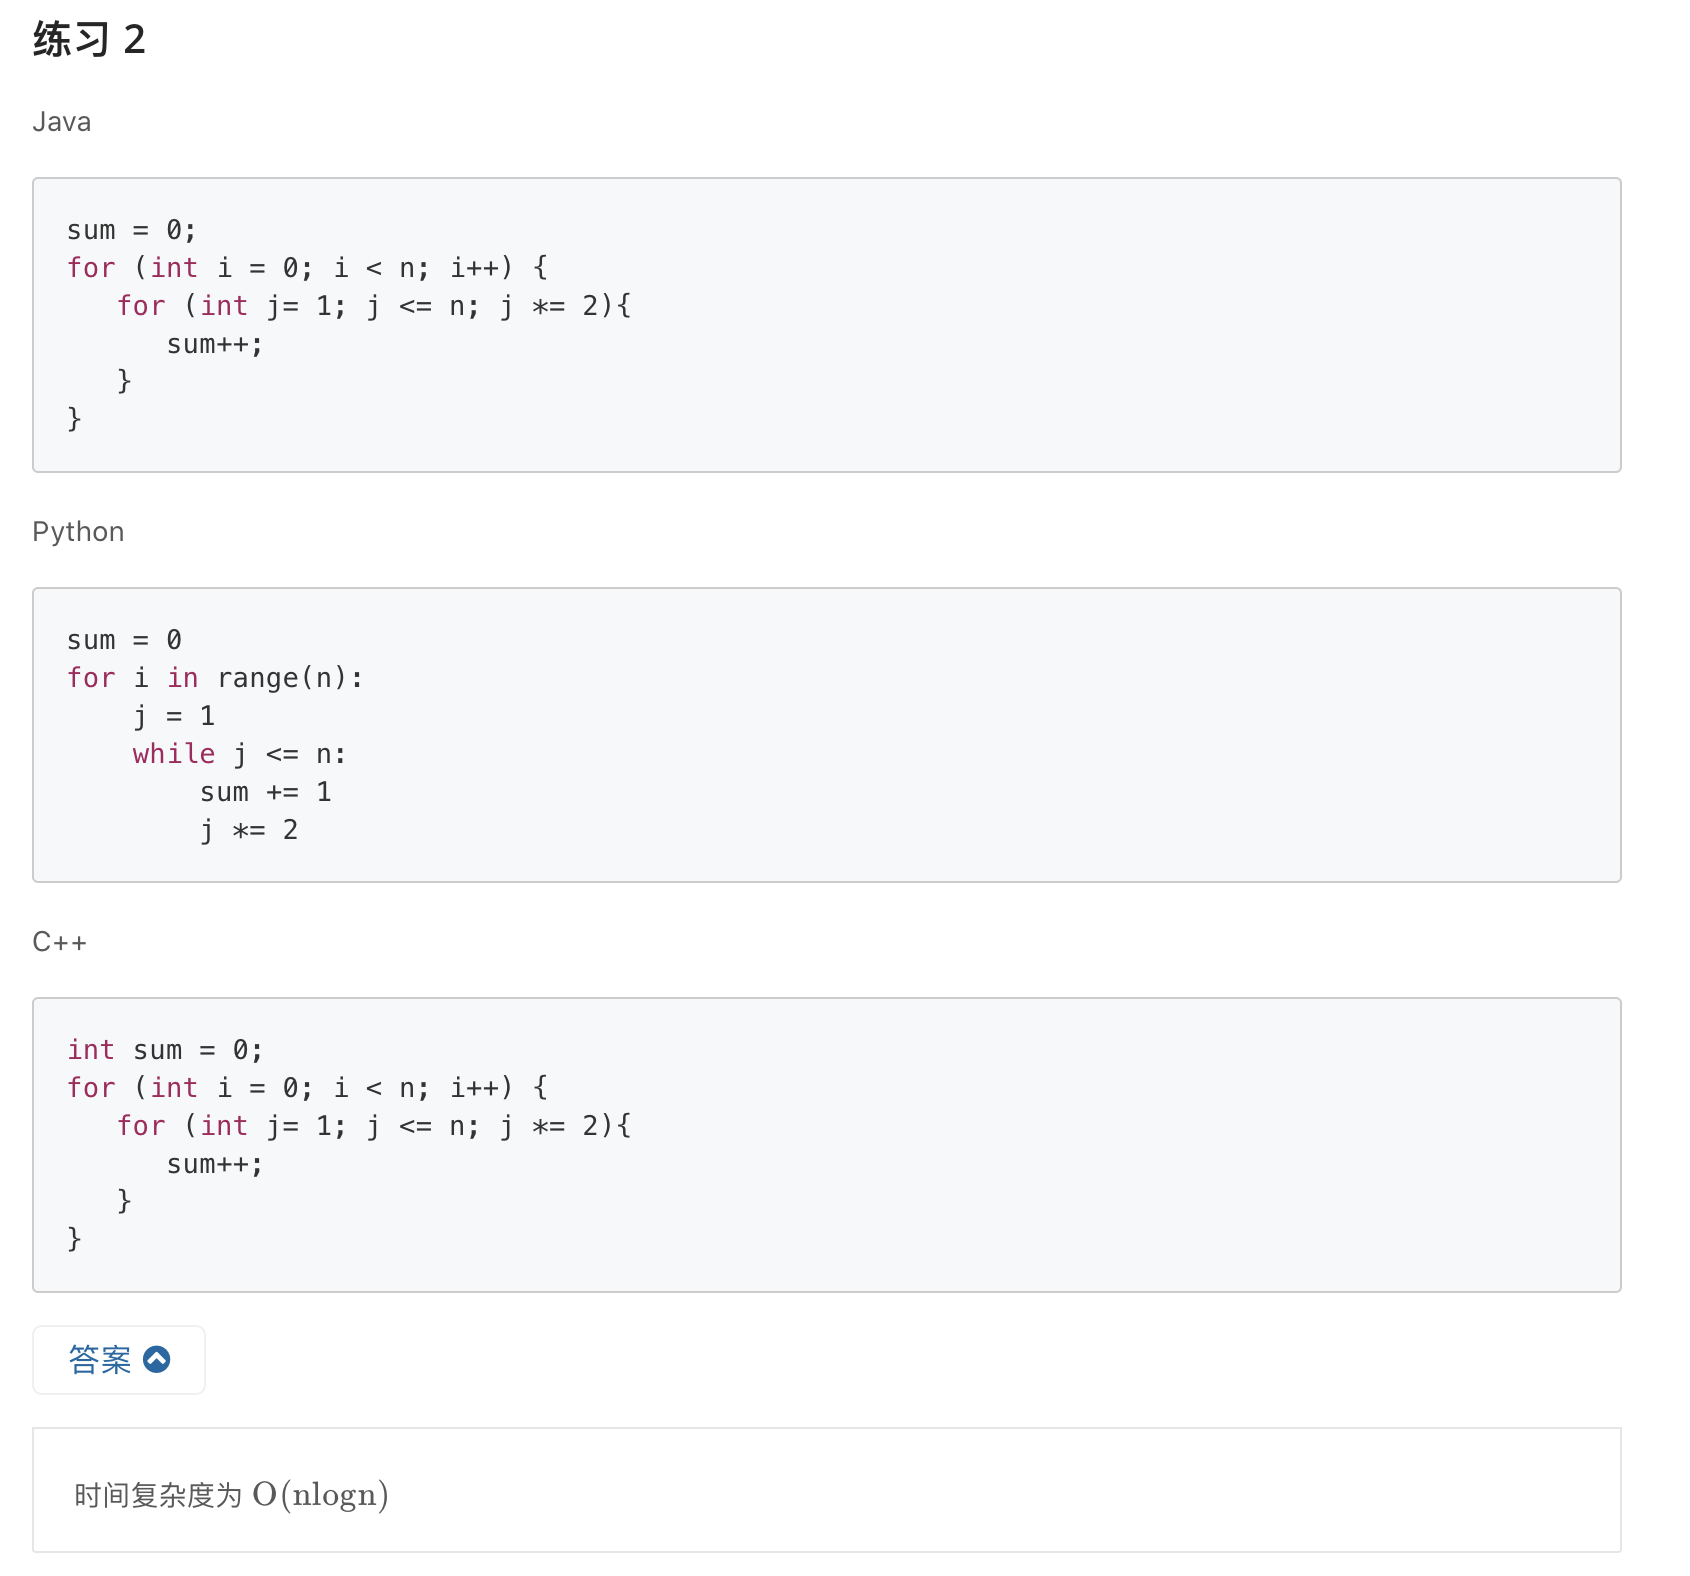 练习 2
Java
sum = 0;
for (int i = 0; i < n; i++) {
   for (int j= 1; j <= n; j *= 2){
      sum++;
   }
}
Python
sum = 0
for i in range(n):
    j = 1
    while j <= n:
        sum += 1
        j *= 2
C++
int sum = 0;
for (int i = 0; i < n; i++) {
   for (int j= 1; j <= n; j *= 2){
      sum++;
   }
}
答案
时间复杂度为 O(nlogn)